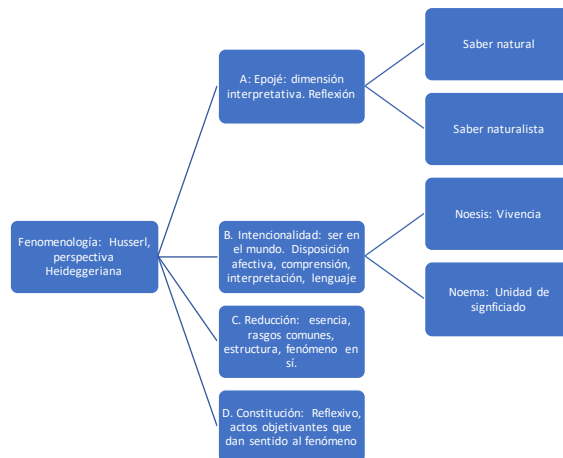 Fenomenología: Husserl,
perspectiva
Heideggeriana
A: Epojé: dimensión
interpretativa. Reflexión
Saber natural
Saber naturalista
B. Intencionalidad: ser en
el mundo. Disposición
afectiva, comprensión,
interpretación, lenguaje
Noesis: Vivencia
Noema: Unidad de
signficiado
C. Reducción: esencia,
rasgos comunes,
estructura, fenómeno en
sí.
D. Constitución: Reflexivo,
actos objetivantes que
dan sentido al fenómeno